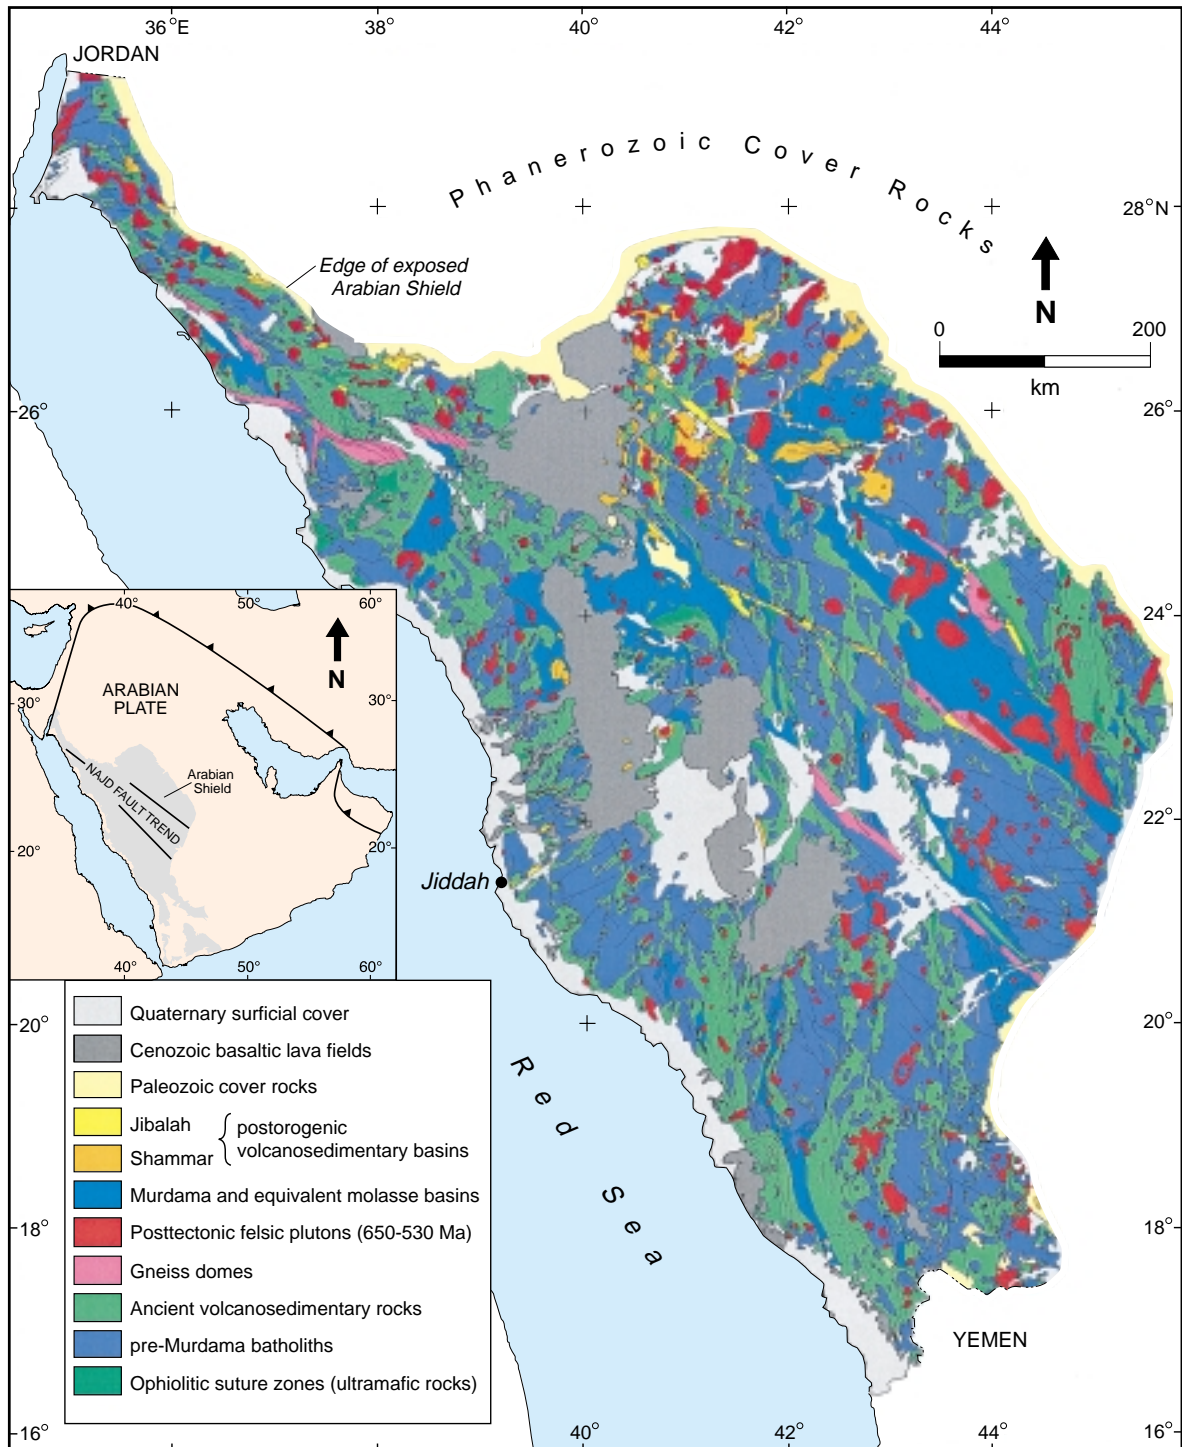 36°E
38°
40°
42°
44°
JORDAN
Phanerozoic Cover Rocks
28°N
Edge of exposed
Arabian Shield
N
0
200
km
26°
26°
24°
22°
20°
18°
40°
50°
60°
N
ARABIAN
PLATE
30°
30°
NAJD FAULT TREND
Arabian
Shield
20°
20°
40°
50°
60°
Jiddah
Red Sea
Quaternary surficial cover
Cenozoic basaltic lava fields
Paleozoic cover rocks
Jibalah
Shammar
postorogenic
volcanosedimentary basins
Murdama and equivalent molasse basins
Posttectonic felsic plutons (650-530 Ma)
Gneiss domes
Ancient volcanosedimentary rocks
pre-Murdama batholiths
Ophiolitic suture zones (ultramafic rocks)
20°
18°
16°
YEMEN
40°
42°
44°
16°